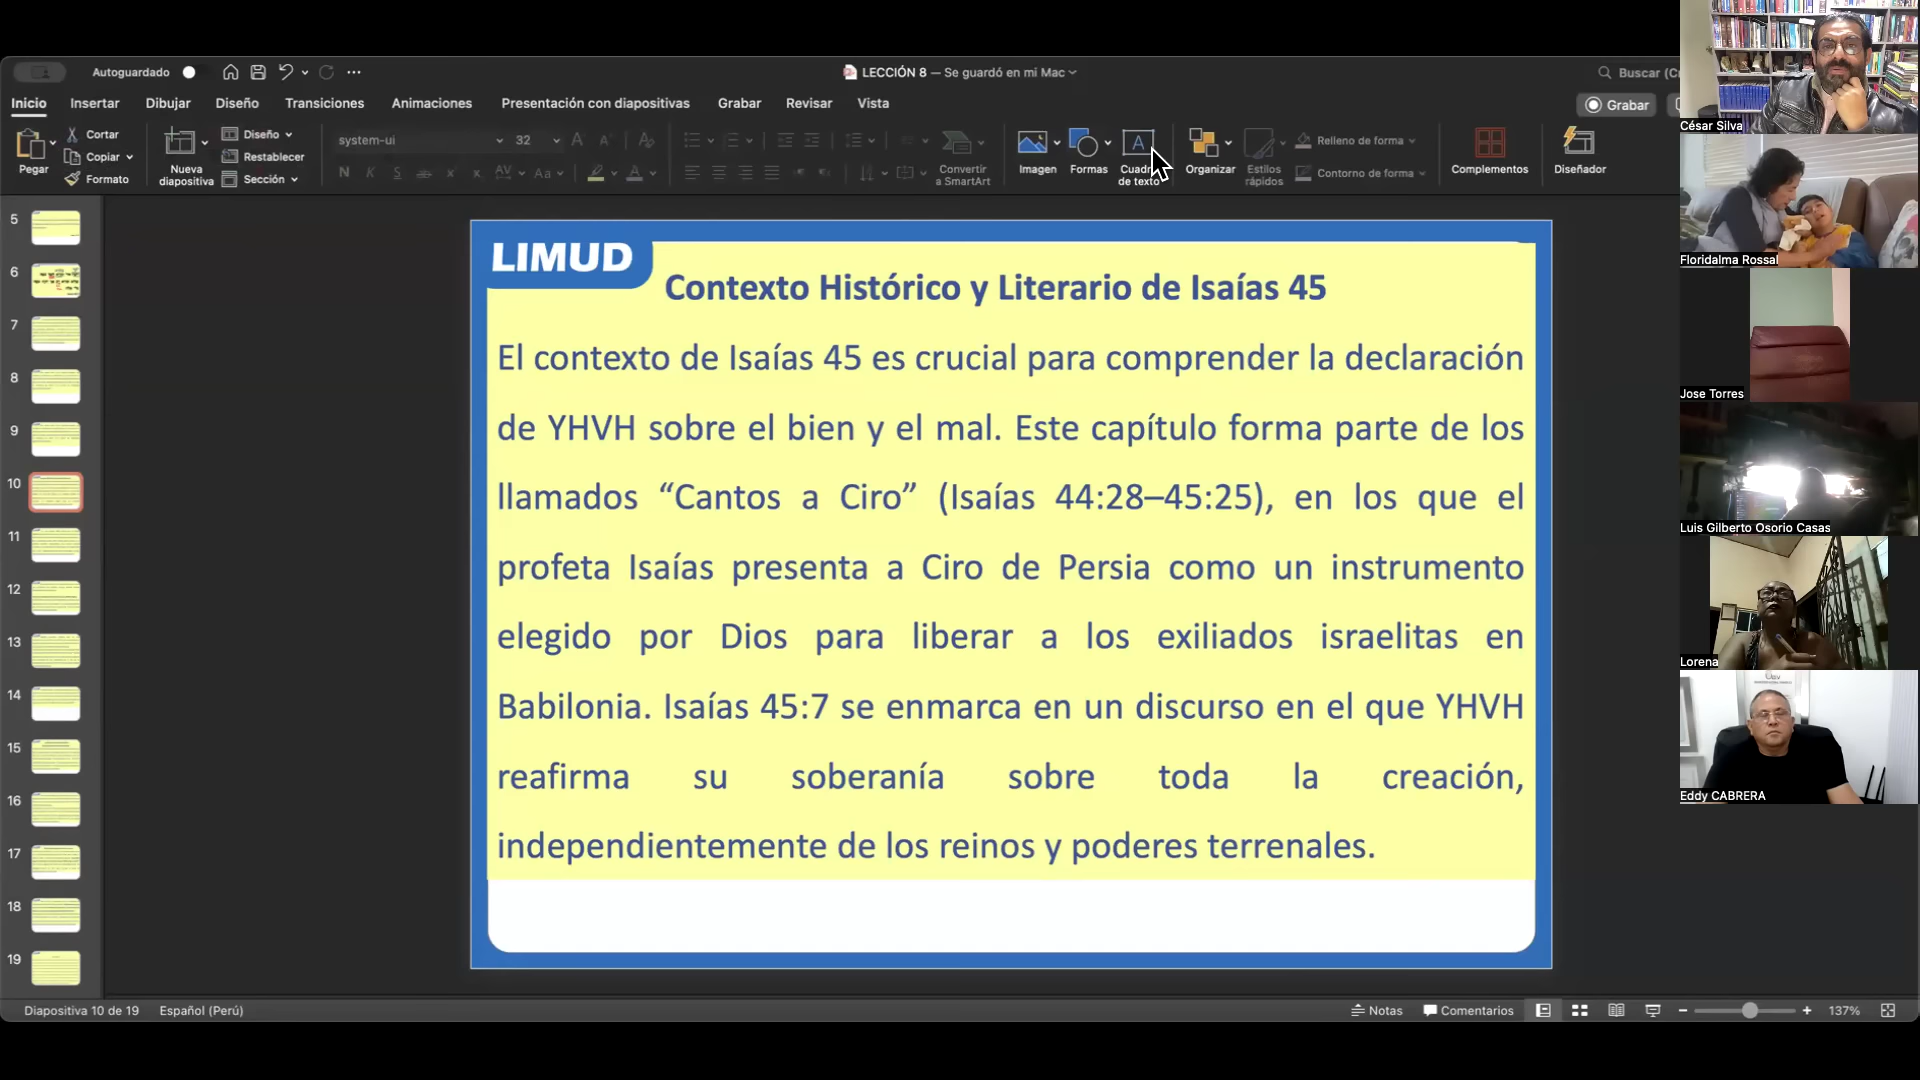 Autoguardado
LECCIÓN 8 — Se guardó en mi Mac
Inicio Insertar Dibujar Diseño Transiciones Animaciones Presentación con diapositivas Grabar Revisar Vista
Grabar
Pegar
Cortar
Copiar
Formato
Nueva
diapositiva
Diseño
Restablecer
Sección
system-ui 32
Convertir
a SmartArt
Imagen
Formas
de texto
Organizar
Estilos
rápidos
Relleno de forma
Contorno de forma
Complementos
Diseñador
5
6
7
8
9
10
11
12
13
14
15
16
17
18
19
LIMUD
Contexto Histórico y Literario de Isaías 45
El contexto de Isaías 45 es crucial para comprender la declaración
de YHVH sobre el bien y el mal. Este capítulo forma parte de los
llamados “Cantos a Ciro” (Isaías 44:28–45:25), en los que el
profeta Isaías presenta a Ciro de Persia como un instrumento
elegido por Dios para liberar a los exiliados israelitas en
Babilonia. Isaías 45:7 se enmarca en un discurso en el que YHVH
reafirma su soberanía sobre toda la creación,
independientemente de los reinos y poderes terrenales.
Diapositiva 10 de 19 Español (Perú)
Notas Comentarios 137%
César Silva
Floridalma Rossal
Jose Torres
Luis Gilberto Osorio Casas
Lorena
Eddy CABRERA